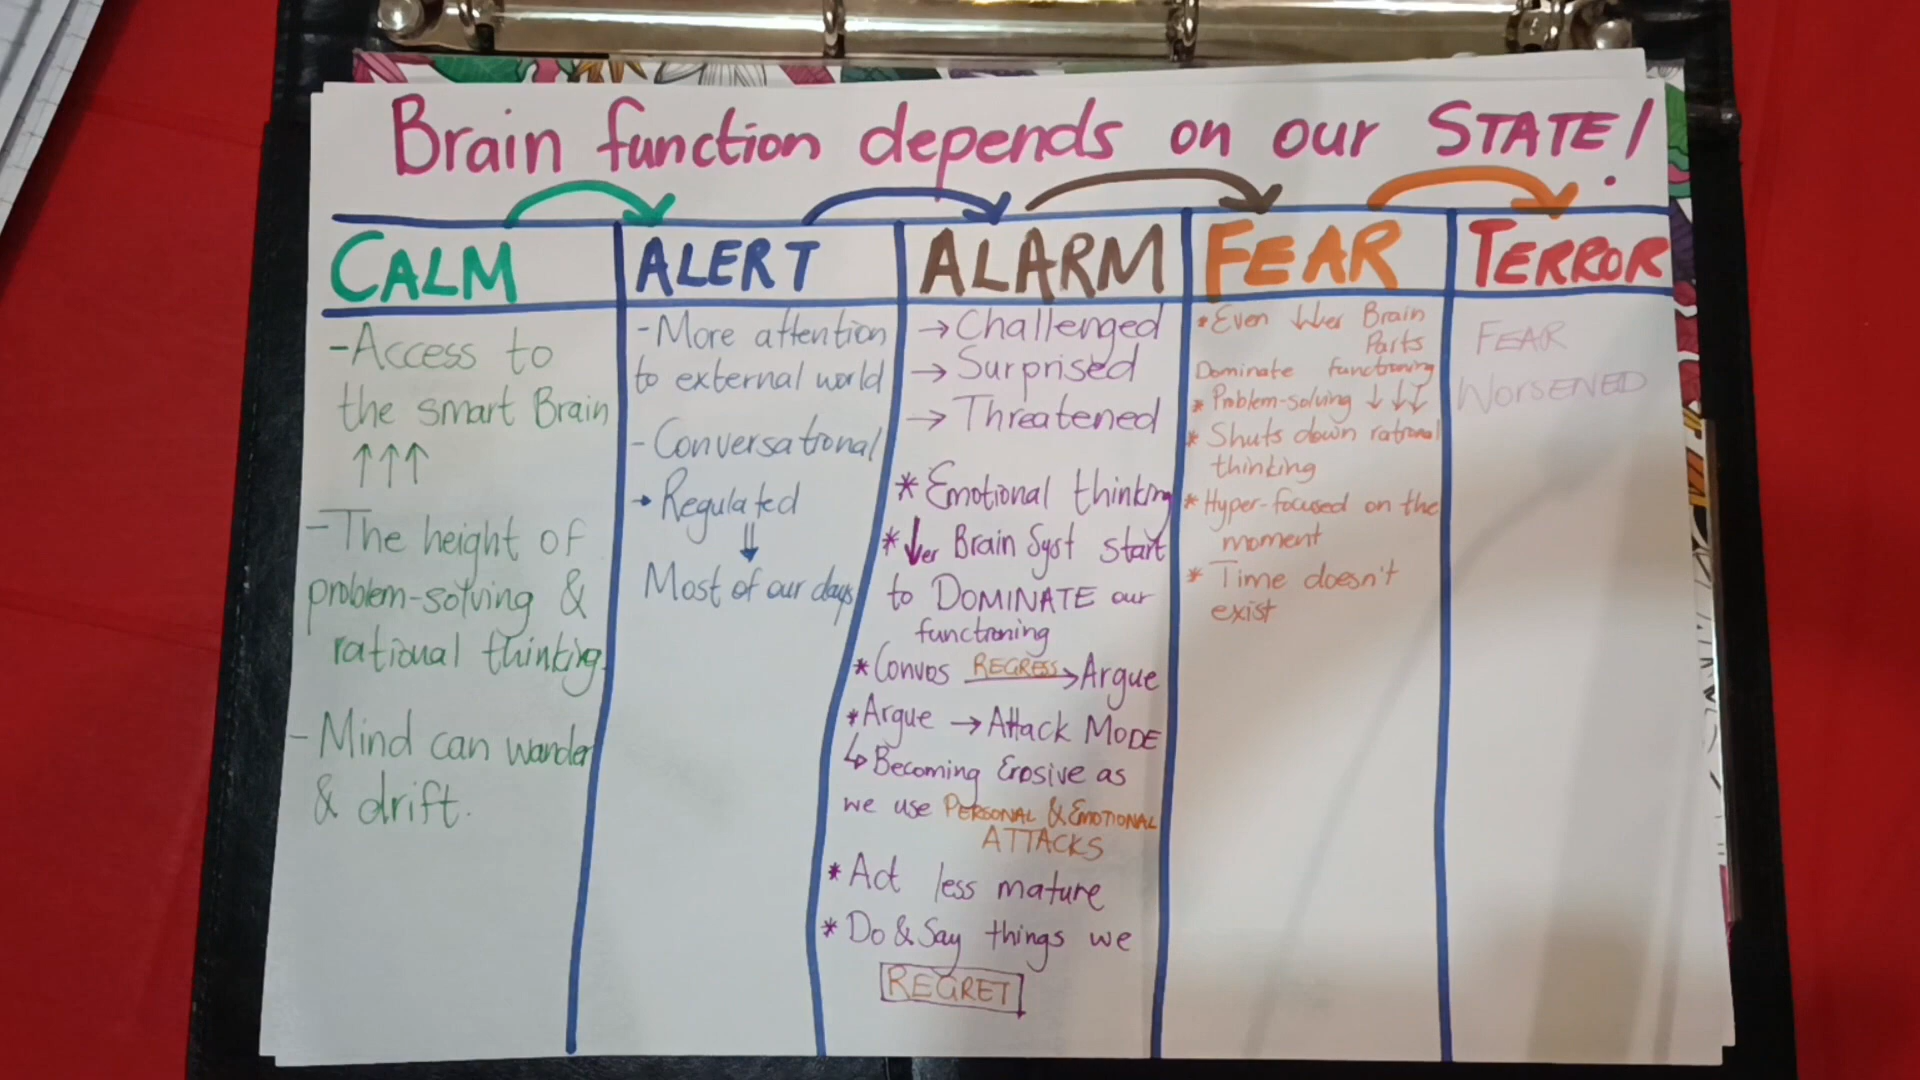 Brain function depends on our STATE!
CALM
- Access to
the smart Brain
↑↑↑
- The height of
problem-solving &
rational thinking.
- Mind can wander
& drift.
ALERT
- More attention
to external world
- Conversational
→ Regulated
⇓
Most of our days
ALARM
→ Challenged
→ Surprised
→ Threatened
* Emotional thinking
* ↓er Brain Syst start
to DOMINATE our
functioning
* Convos REGRESS → Argue
* Argue → Attack MODE
↳ Becoming Erosive as
we use PERSONAL & EMOTIONAL
ATTACKS
* Act less mature
* Do & Say things we
REGRET
FEAR
* Even ↓↓er Brain
Parts
Dominate functioning
* Problem-solving ↓↓↓
* Shuts down rational
thinking
* Hyper-focused on the
moment
* Time doesn't
exist
TERROR
FEAR
WORSENED